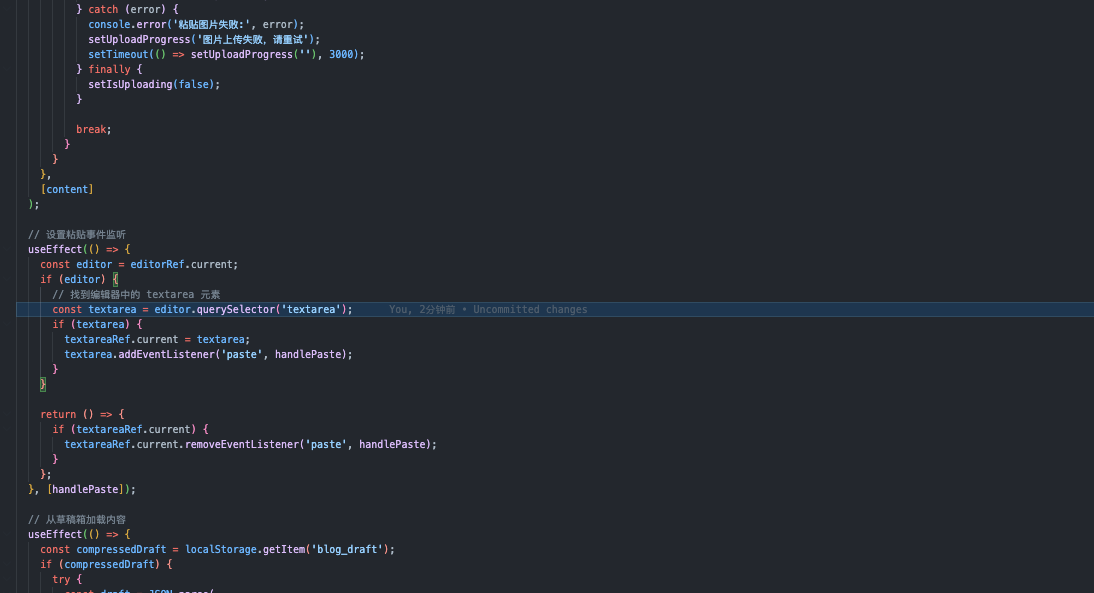 } catch (error) {
console.error('粘贴图片失败:', error);
setUploadProgress('图片上传失败，请重试');
setTimeout(() => setUploadProgress(''), 3000);
} finally {
setIsUploading(false);
}
break;
}
}
},
[content]
);
// 设置粘贴事件监听
useEffect(() => {
const editor = editorRef.current;
if (editor) {
// 找到编辑器中的 textarea 元素
const textarea = editor.querySelector('textarea'); You, 2分钟前 • Uncommitted changes
if (textarea) {
textareaRef.current = textarea;
textarea.addEventListener('paste', handlePaste);
}
}
return () => {
if (textareaRef.current) {
textareaRef.current.removeEventListener('paste', handlePaste);
}
};
}, [handlePaste]);
// 从草稿箱加载内容
useEffect(() => {
const compressedDraft = localStorage.getItem('blog_draft');
if (compressedDraft) {
try {
const draft = JSON.parse(